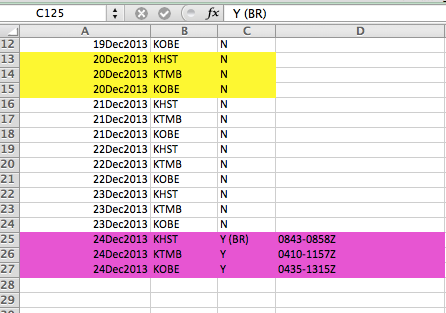 C125 fx Y (BR)
A B C D
12 19Dec2013 KOBE N
13 20Dec2013 KHST N
14 20Dec2013 KTMB N
15 20Dec2013 KOBE N
16 21Dec2013 KHST N
17 21Dec2013 KTMB N
18 21Dec2013 KOBE N
19 22Dec2013 KHST N
20 22Dec2013 KTMB N
21 22Dec2013 KOBE N
22 23Dec2013 KHST N
23 23Dec2013 KTMB N
24 23Dec2013 KOBE N
25 24Dec2013 KHST Y (BR) 0843-0858Z
26 24Dec2013 KTMB Y 0410-1157Z
27 24Dec2013 KOBE Y 0435-1315Z
28
29